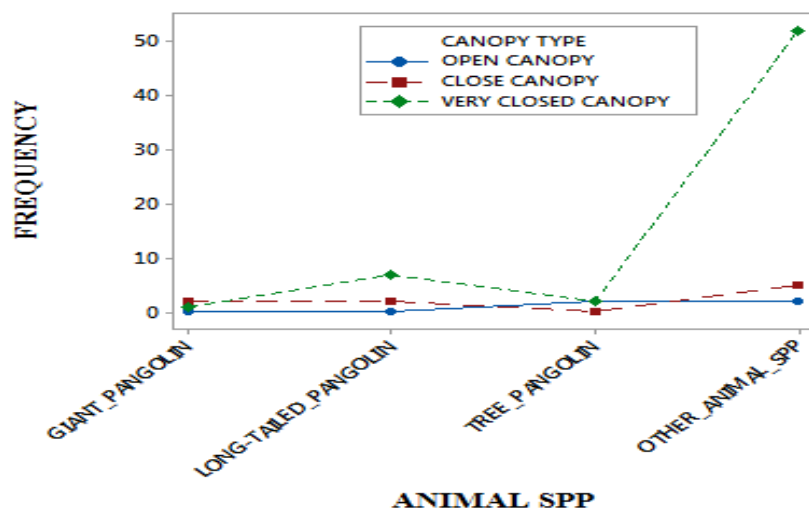 CANOPY TYPE
OPEN CANOPY
CLOSE CANOPY
VERY CLOSED CANOPY
FREQUENCY
50
40
30
20
10
0
GIANT_PANGOLIN
LONG-TAILED_PANGOLIN
TREE_PANGOLIN
OTHER_ANIMAL_SPP
ANIMAL SPP